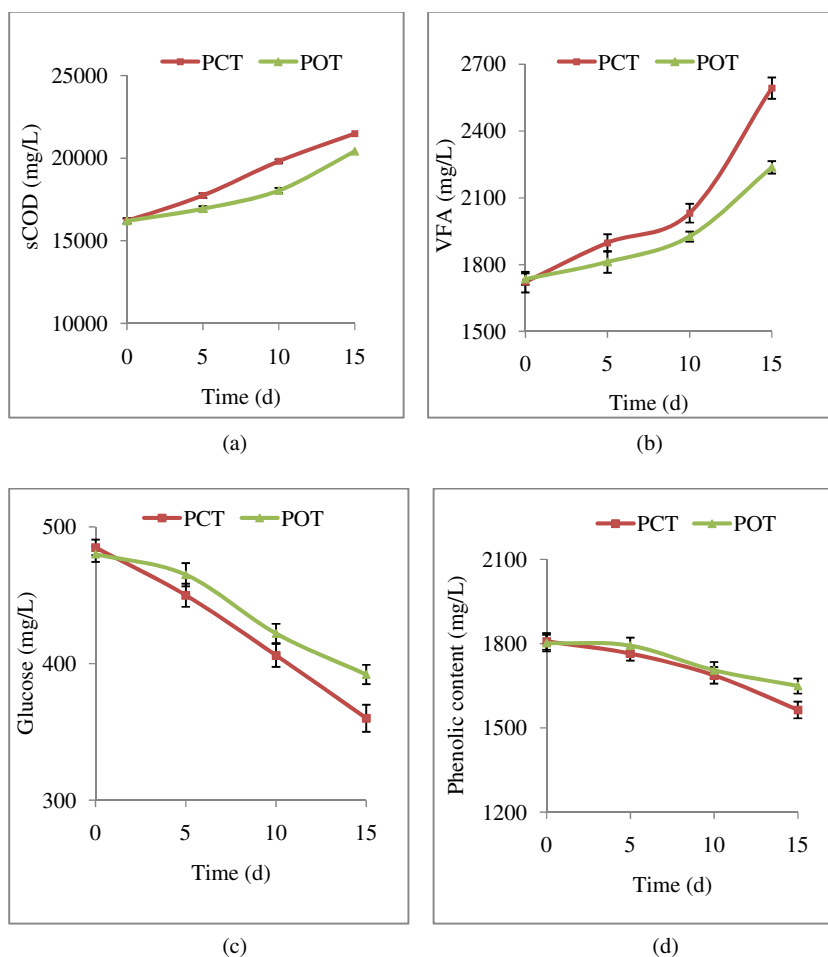 PCT POT
25000
20000
15000
10000
sCOD (mg/L)
0 5 10 15
Time (d)
(a)
PCT POT
2700
2400
2100
1800
1500
VFA (mg/L)
0 5 10 15
Time (d)
(b)
PCT POT
500
400
300
Glucose (mg/L)
0 5 10 15
Time (d)
(c)
PCT POT
2100
1800
1500
1200
Phenolic content (mg/L)
0 5 10 15
Time (d)
(d)